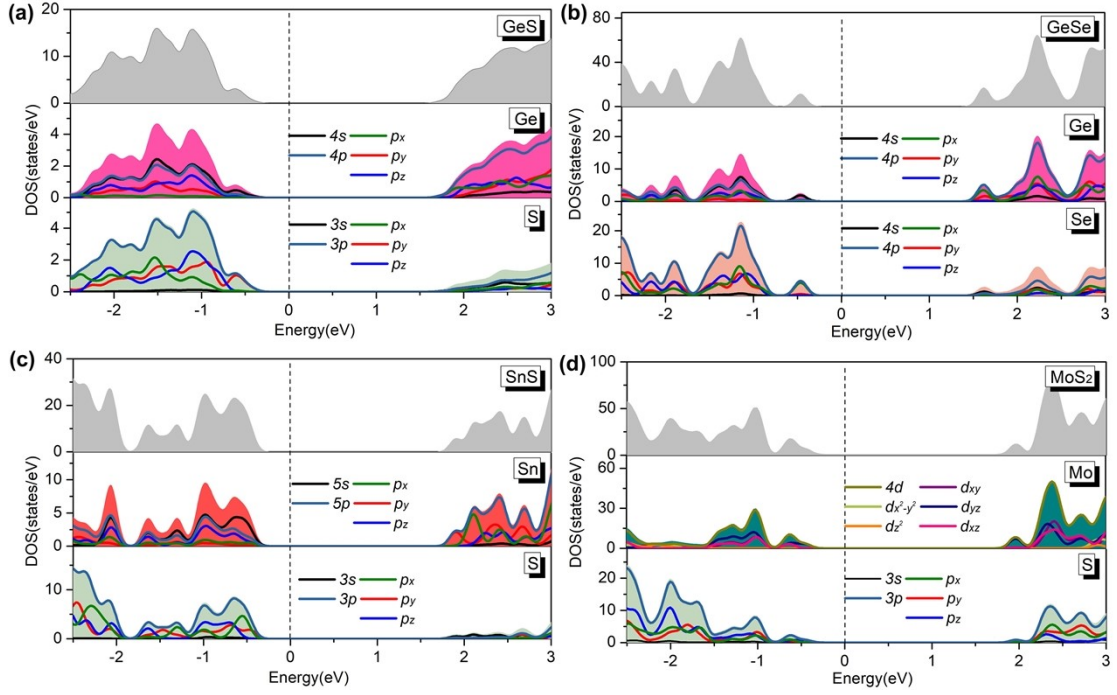 (a)
GeS
20
10
0
Ge
4s px
4p py
pz
4
2
0
S
3s px
3p py
pz
4
2
0
DOS(states/eV)
-2 -1 0 1 2 3
Energy(eV)
(b)
GeSe
80
40
0
Ge
4s px
4p py
pz
20
10
0
Se
4s px
4p py
pz
20
10
0
DOS(states/eV)
-2 -1 0 1 2 3
Energy(eV)
(c)
SnS
40
20
0
Sn
5s px
5p py
pz
10
5
0
S
3s px
3p py
pz
10
5
0
DOS(states/eV)
-2 -1 0 1 2 3
Energy(eV)
(d)
MoS2
100
50
0
Mo
4d dxy
dx²-y² dyz
dz² dxz
60
30
0
S
3s px
3p py
pz
20
10
0
DOS(states/eV)
-2 -1 0 1 2 3
Energy(eV)